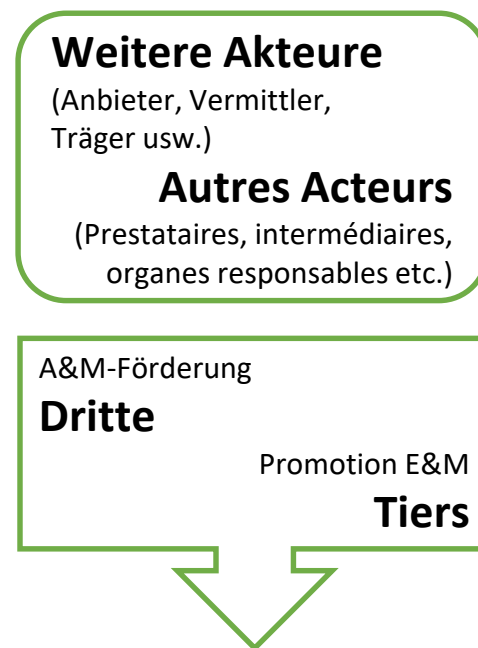 Weitere Akteure
(Anbieter, Vermittler,
Träger usw.)
Autres Acteurs
(Prestataires, intermédiaires,
organes responsables etc.)
A&M-Förderung
Dritte
Promotion E&M
Tiers